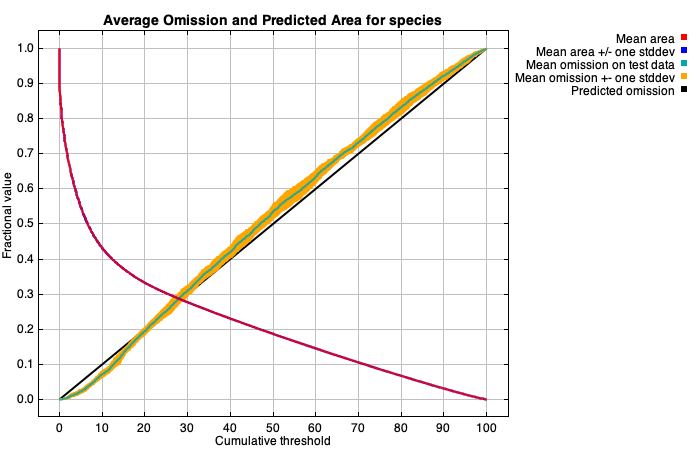 Average Omission and Predicted Area for species
Mean area
Mean area +/- one stddev
Mean omission on test data
Mean omission +- one stddev
Predicted omission
Fractional value
1.0
0.9
0.8
0.7
0.6
0.5
0.4
0.3
0.2
0.1
0.0
0 10 20 30 40 50 60 70 80 90 100
Cumulative threshold